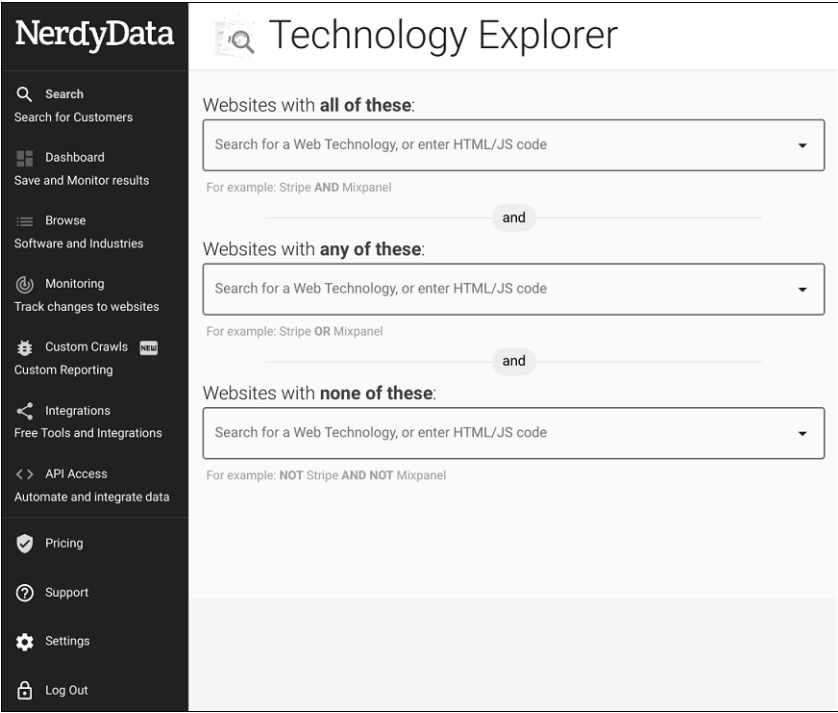 NerdyData
Technology Explorer
Search
Search for Customers
Dashboard
Save and Monitor results
Browse
Software and Industries
Monitoring
Track changes to websites
Custom Crawls NEW
Custom Reporting
Integrations
Free Tools and Integrations
API Access
Automate and integrate data
Pricing
Support
Settings
Log Out
Websites with all of these:
Search for a Web Technology, or enter HTML/JS code
For example: Stripe AND Mixpanel
and
Websites with any of these:
Search for a Web Technology, or enter HTML/JS code
For example: Stripe OR Mixpanel
and
Websites with none of these:
Search for a Web Technology, or enter HTML/JS code
For example: NOT Stripe AND NOT Mixpanel